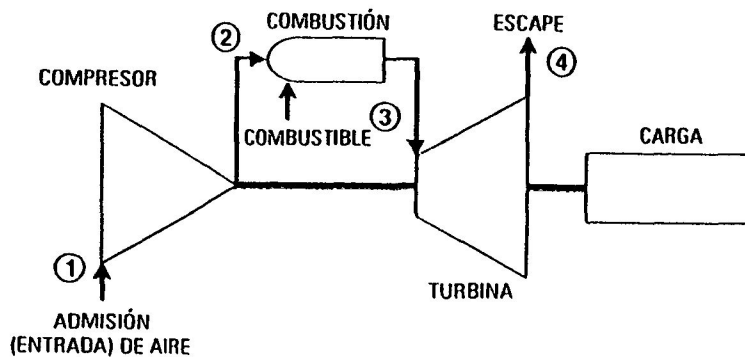 COMBUSTIÓN
ESCAPE
②
④
COMPRESOR
③
COMBUSTIBLE
CARGA
①
TURBINA
ADMISIÓN
(ENTRADA) DE AIRE